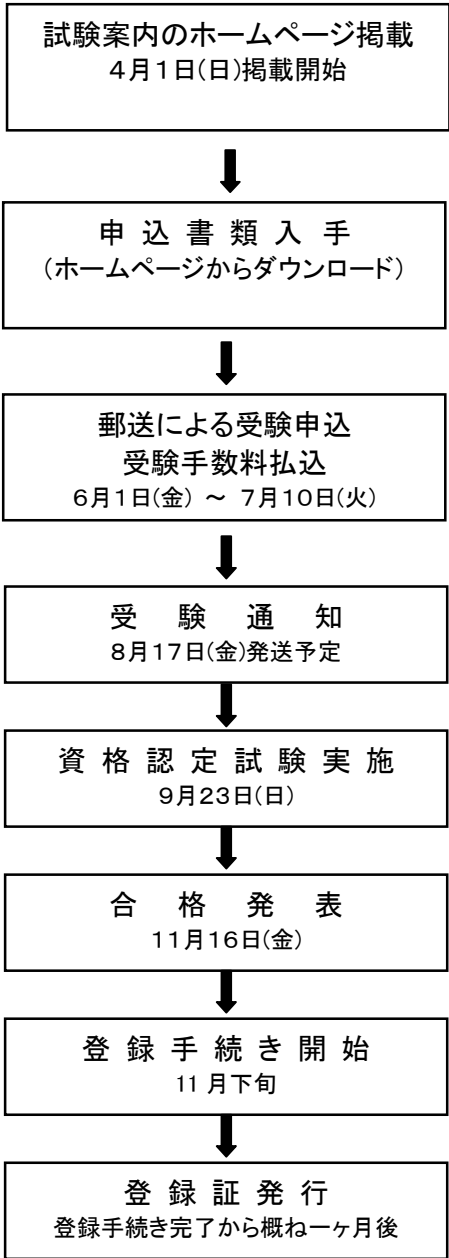 試験案内のホームページ掲載
4月1日(日)掲載開始
申込書類入手
(ホームページからダウンロード)
郵送による受験申込
受験手数料払込
6月1日(金) ～ 7月10日(火)
受験通知
8月17日(金)発送予定
資格認定試験実施
9月23日(日)
合格発表
11月16日(金)
登録手続き開始
11月下旬
登録証発行
登録手続き完了から概ね一ヶ月後